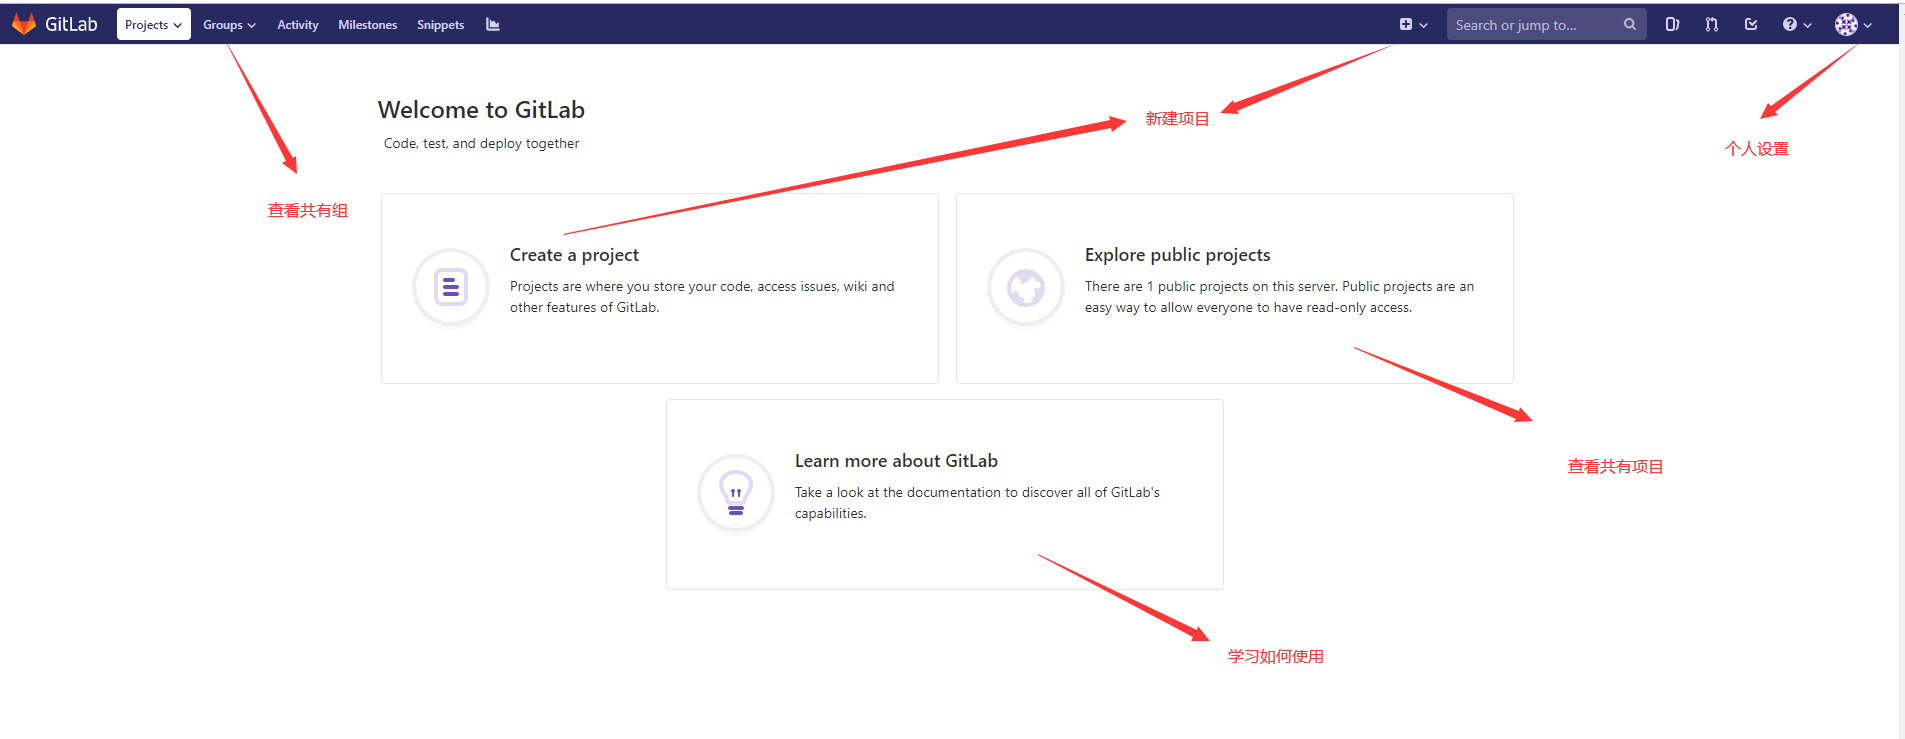 GitLab Projects Groups Activity Milestones Snippets Search or jump to...
Welcome to GitLab
Code, test, and deploy together
新建项目
个人设置
查看共有组
Create a project
Projects are where you store your code, access issues, wiki and
other features of GitLab.
Explore public projects
There are 1 public projects on this server. Public projects are an
easy way to allow everyone to have read-only access.
Learn more about GitLab
Take a look at the documentation to discover all of GitLab's
capabilities.
查看共有项目
学习如何使用